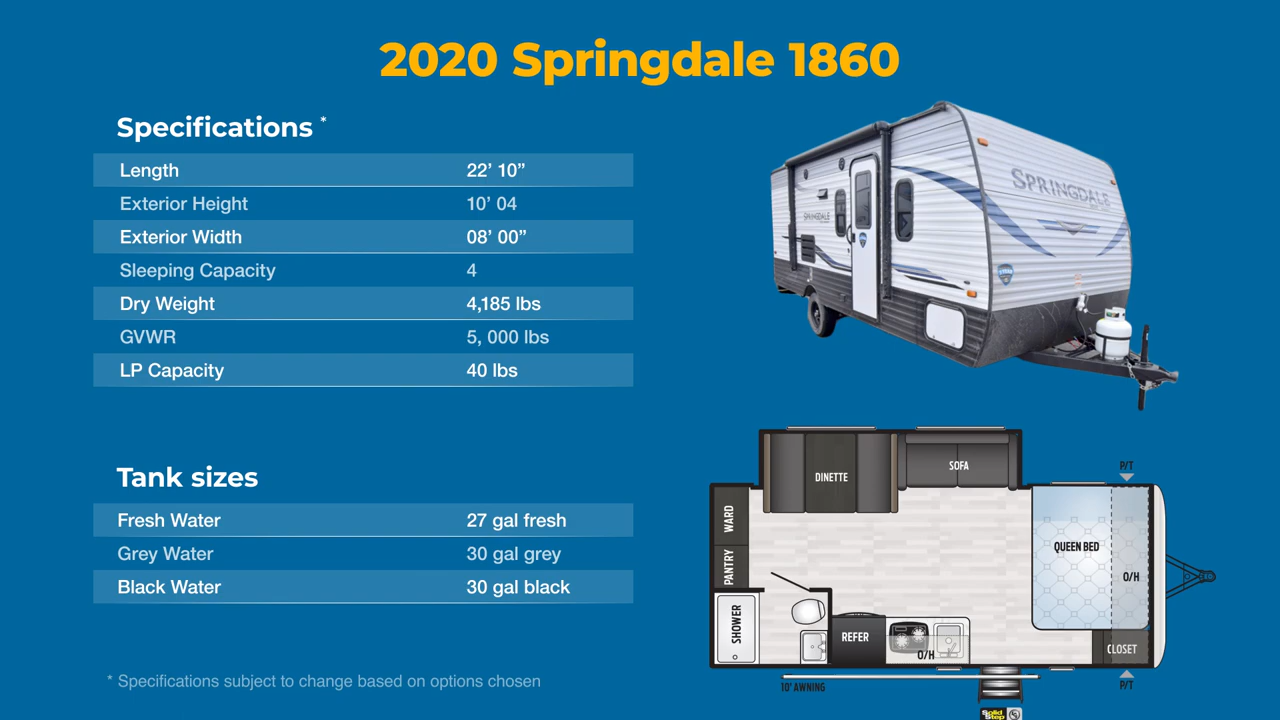 2020 Springdale 1860
Specifications *
Length 22’ 10”
Exterior Height 10’ 04
Exterior Width 08’ 00”
Sleeping Capacity 4
Dry Weight 4,185 lbs
GVWR 5, 000 lbs
LP Capacity 40 lbs
SPRINGDALE
SPRINGDALE
Tank sizes
Fresh Water 27 gal fresh
Grey Water 30 gal grey
Black Water 30 gal black
* Specifications subject to change based on options chosen
DINETTE
SOFA
P/T
WARD
PANTRY
QUEEN BED
O/H
SHOWER
REFER
O/H
CLOSET
10' AWNING
P/T
Solid Step